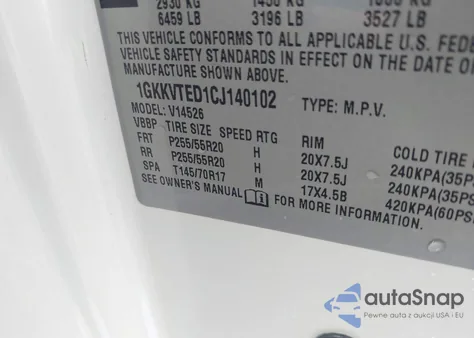 2930 KG 1450 KG 1600 KG
6459 LB 3196 LB 3527 LB
THIS VEHICLE CONFORMS TO ALL APPLICABLE U.S. FEDE
VEHICLE SAFETY STANDARDS IN EFFECT ON THE DATE O
MANUFACTURE SHOWN ABOVE.
1GKKVTED1CJ140102 TYPE: M.P.V.
MODEL: V14526
VBBP TIRE SIZE SPEED RTG RIM COLD TIRE
FRT P255/55R20 H 20X7.5J 240KPA(35P
RR P255/55R20 H 20X7.5J 240KPA(35PS
SPA T145/70R17 M 17X4.5B 420KPA(60PS
SEE OWNER'S MANUAL FOR MORE INFORMATION.
autoSnap
Pewne auta z USA i EU